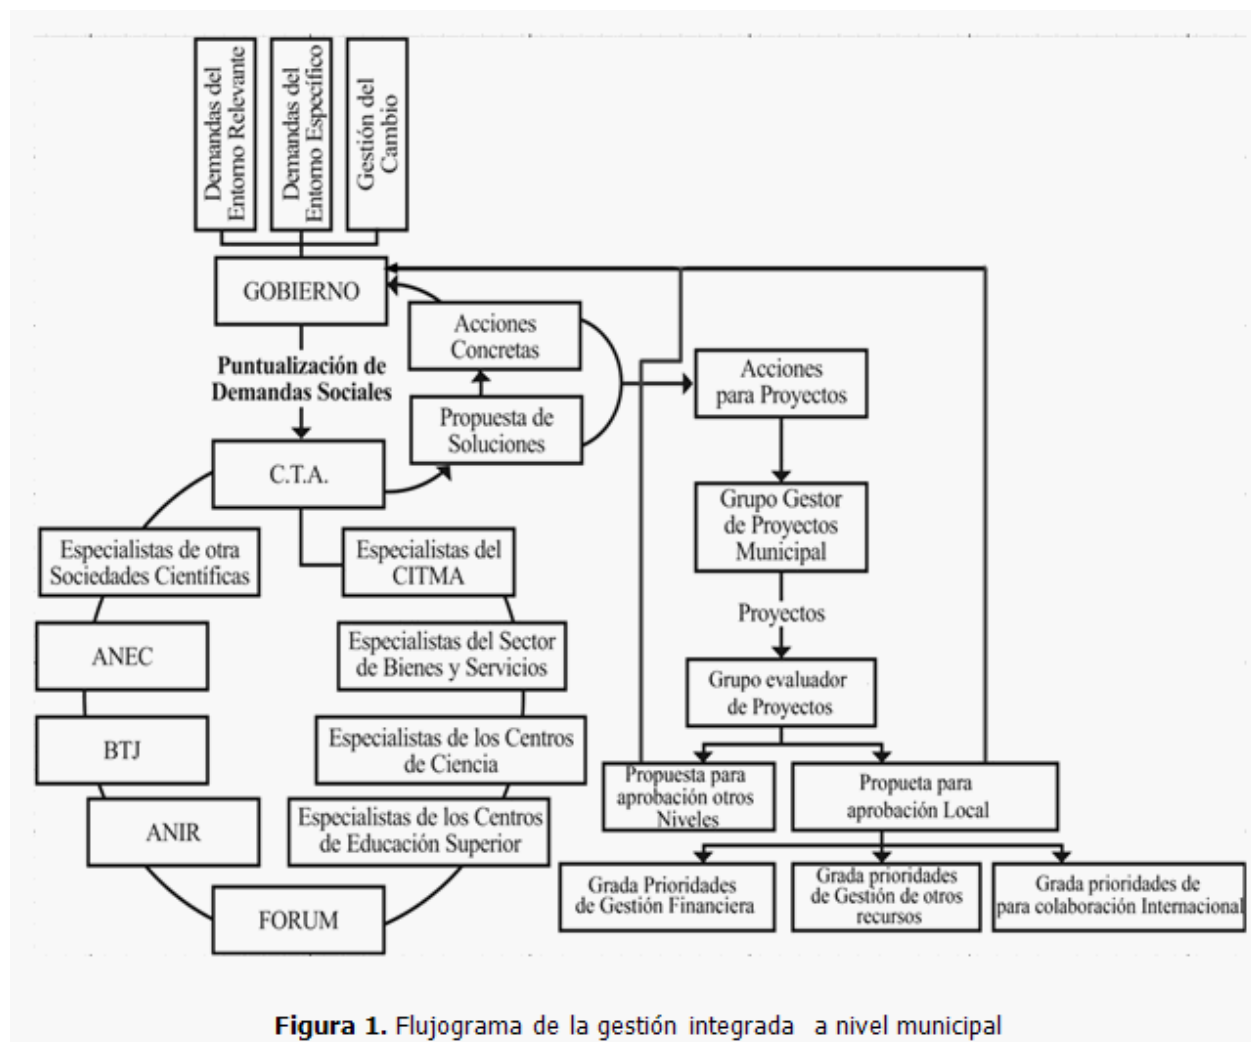 Demandas del
Entorno Relevante
Demandas del
Entorno Específico
Gestión del
Cambio
GOBIERNO
Puntualización de
Demandas Sociales
Acciones
Concretas
Propuesta de
Soluciones
C.T.A.
Especialistas de otra
Sociedades Científicas
ANEC
BTJ
ANIR
FORUM
Especialistas del
CITMA
Especialistas del Sector
de Bienes y Servicios
Especialistas de los Centros
de Ciencia
Especialistas de los Centros
de Educación Superior
Acciones
para Proyectos
Grupo Gestor
de Proyectos
Municipal
Proyectos
Grupo evaluador
de Proyectos
Propuesta para
aprobación otros
Niveles
Propueta para
aprobación Local
Grada Prioridades
de Gestión Financiera
Grada prioridades
de Gestión de otros
recursos
Grada prioridades de
para colaboración Internacional
Figura 1. Flujograma de la gestión integrada a nivel municipal